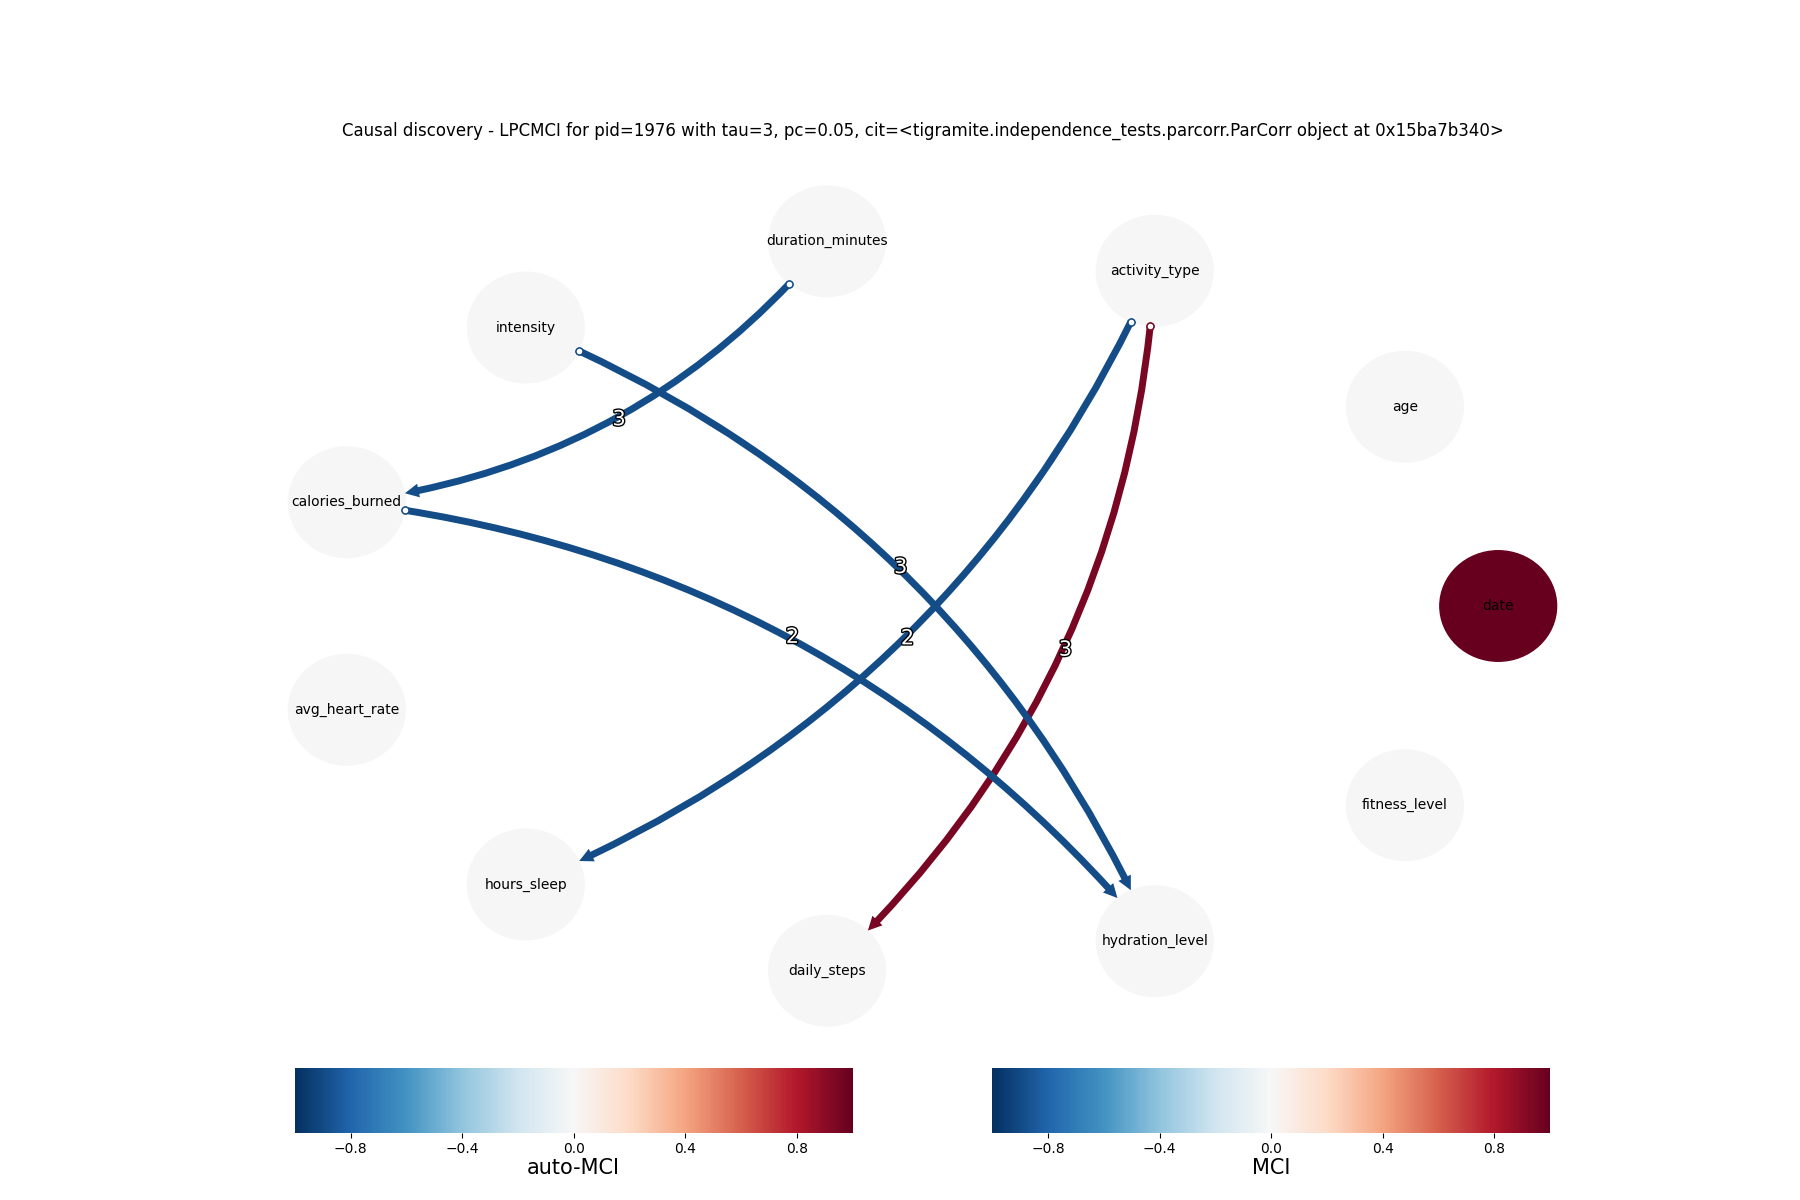 Causal discovery - LPCMCI for pid=1976 with tau=3, pc=0.05, cit=<tigramite.independence_tests.parcorr.ParCorr object at 0x15ba7b340>
duration_minutes
activity_type
intensity
age
3
calories_burned
3
date
2
2
3
avg_heart_rate
fitness_level
hours_sleep
hydration_level
daily_steps
−0.8 −0.4 0.0 0.4 0.8
auto-MCI
−0.8 −0.4 0.0 0.4 0.8
MCI